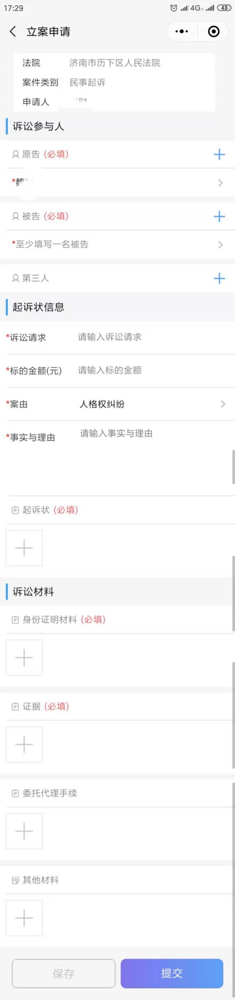 17:29
4G 43
立案申请
法院 济南市历下区人民法院
案件类别 民事起诉
申请人
诉讼参与人
原告 (必填)
*魏
被告 (必填)
*至少填写一名被告
第三人
起诉状信息
*诉讼请求 请输入诉讼请求
*标的金额(元) 请输入标的金额
*案由 人格权纠纷
*事实与理由 请输入事实与理由
起诉状 (必填)
诉讼材料
身份证明材料 (必填)
证据 (必填)
委托代理手续
其他材料
保存 提交